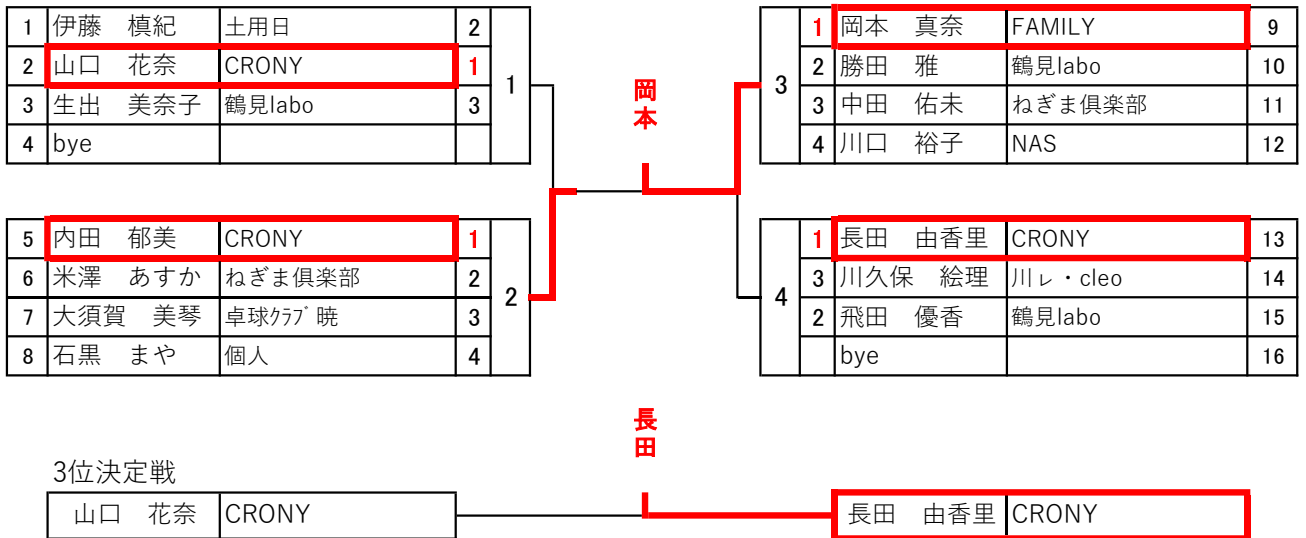 1 伊藤 槙紀 土用日 2
2 山口 花奈 CRONY 1
3 生出 美奈子 鶴見labo 3
4 bye
1
5 内田 郁美 CRONY 1
6 米澤 あすか ねぎま倶楽部 2
7 大須賀 美琴 卓球ｸﾗﾌﾞ暁 3
8 石黒 まや 個人 4
2
岡本
1 岡本 真奈 FAMILY 9
2 勝田 雅 鶴見labo 10
3 中田 佑未 ねぎま倶楽部 11
4 川口 裕子 NAS 12
3
1 長田 由香里 CRONY 13
3 川久保 絵理 川ㇾ・cleo 14
2 飛田 優香 鶴見labo 15
bye 16
4
長田
3位決定戦
山口 花奈 CRONY
長田 由香里 CRONY